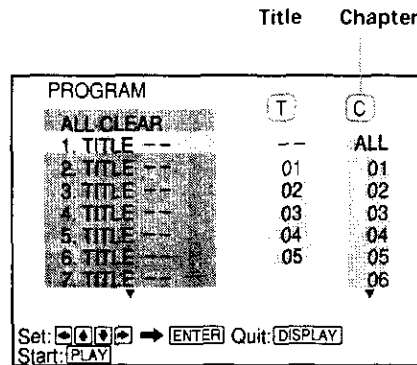 Title Chapter
PROGRAM
T C
ALL CLEAR
1. TITLE -- -- ALL
2. TITLE -- 01 01
3. TITLE -- 02 02
4. TITLE -- 03 03
5. TITLE -- 04 04
6. TITLE -- 05 05
7. TITLE -- 06
Set: ENTER Quit: DISPLAY
Start: PLAY